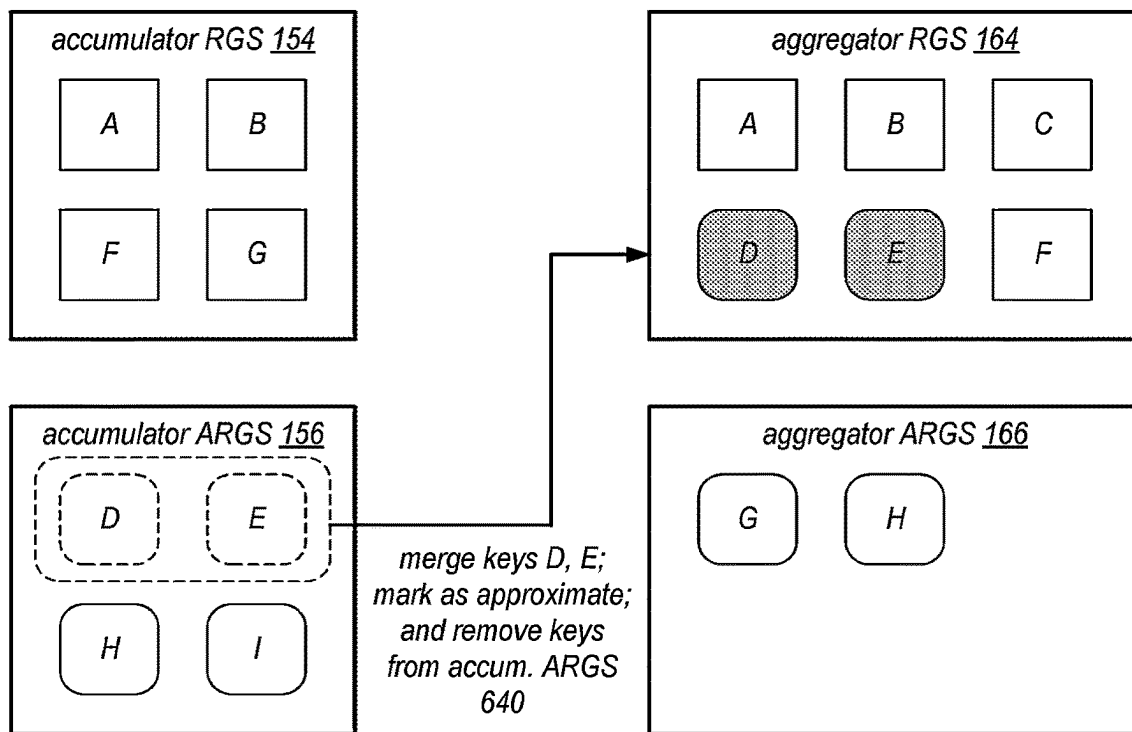 accumulator RGS 154
A B
F G
aggregator RGS 164
A B C
D E F
accumulator ARGS 156
D E
H I
merge keys D, E;
mark as approximate;
and remove keys
from accum. ARGS
640
aggregator ARGS 166
G H